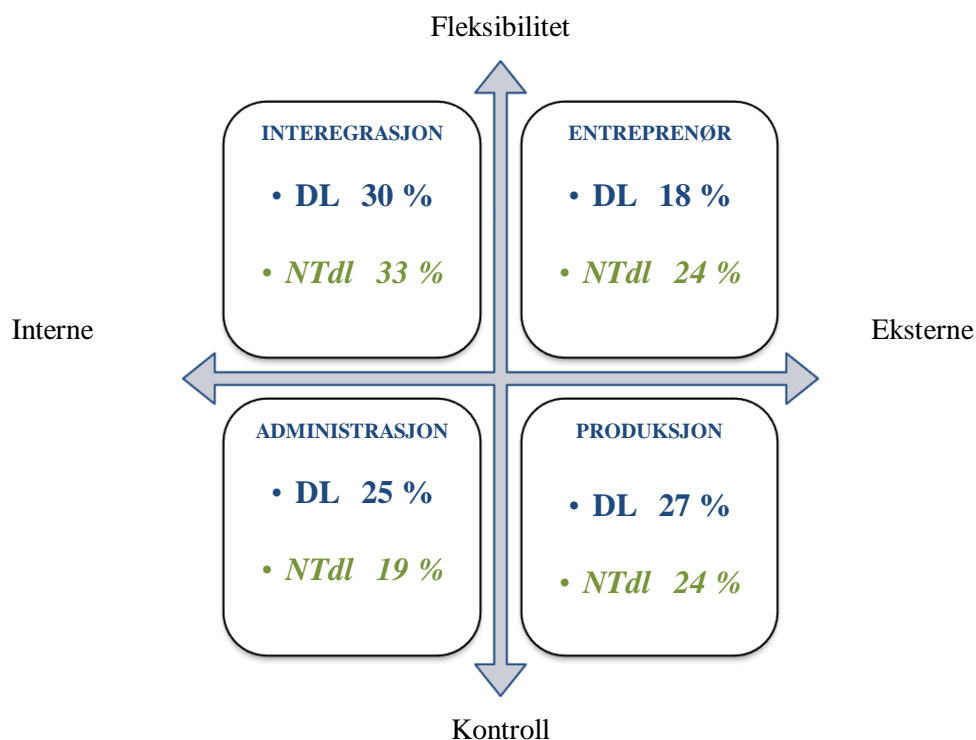 Fleksibilitet
INTEREGRASJON
• DL 30 %
• NTdl 33 %
ENTREPRENØR
• DL 18 %
• NTdl 24 %
Interne
Eksterne
ADMINISTRASJON
• DL 25 %
• NTdl 19 %
PRODUKSJON
• DL 27 %
• NTdl 24 %
Kontroll